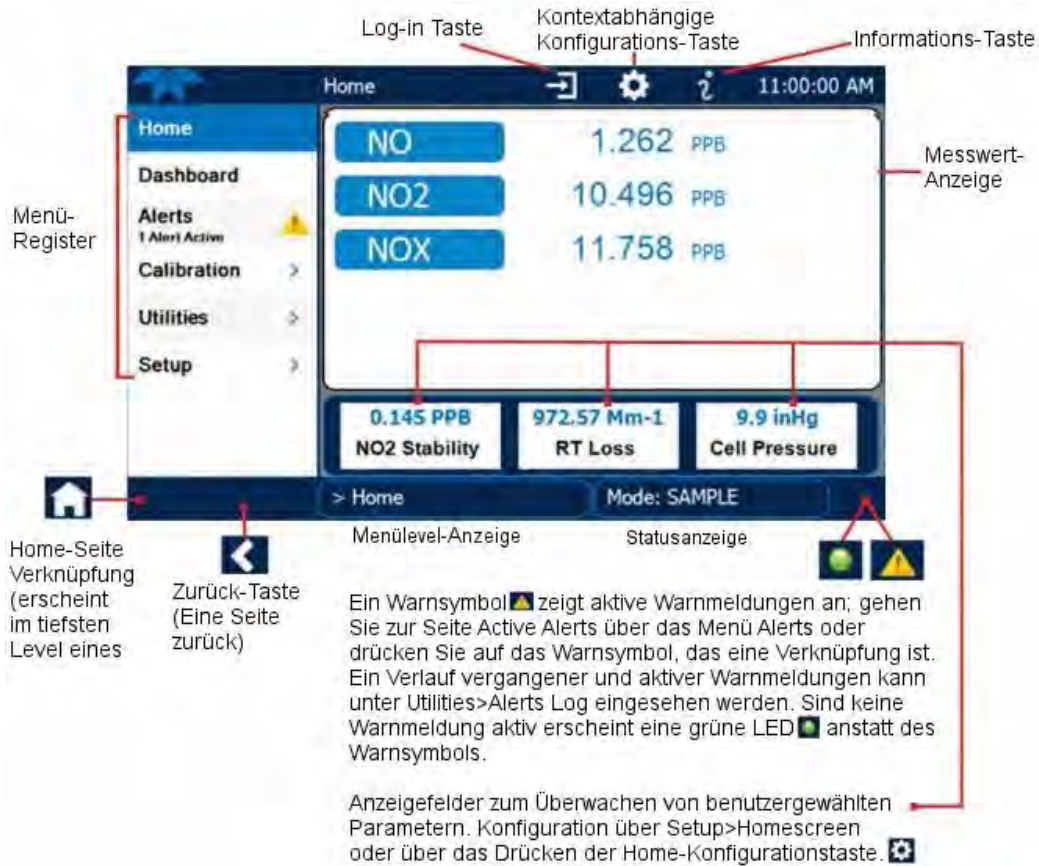 Log-in Taste
Kontextabhängige
Konfigurations-Taste
Informations-Taste
Home
11:00:00 AM
Menü-
Register
Home
Dashboard
Alerts
1 Alert Active
Calibration >
Utilities >
Setup >
NO 1.262 PPB
NO2 10.496 PPB
NOX 11.758 PPB
Messwert-
Anzeige
0.145 PPB
NO2 Stability
972.57 Mm-1
RT Loss
9.9 inHg
Cell Pressure
> Home
Mode: SAMPLE
Menülevel-Anzeige
Statusanzeige
Home-Seite
Verknüpfung
(erscheint
im tiefsten
Level eines
Zurück-Taste
(Eine Seite
zurück)
Ein Warnsymbol zeigt aktive Warnmeldungen an; gehen
Sie zur Seite Active Alerts über das Menü Alerts oder
drücken Sie auf das Warnsymbol, das eine Verknüpfung ist.
Ein Verlauf vergangener und aktiver Warnmeldungen kann
unter Utilities>Alerts Log eingesehen werden. Sind keine
Warnmeldung aktiv erscheint eine grüne LED anstatt des
Warnsymbols.
Anzeigefelder zum Überwachen von benutzergewählten
Parametern. Konfiguration über Setup>Homescreen
oder über das Drücken der Home-Konfigurationstaste.